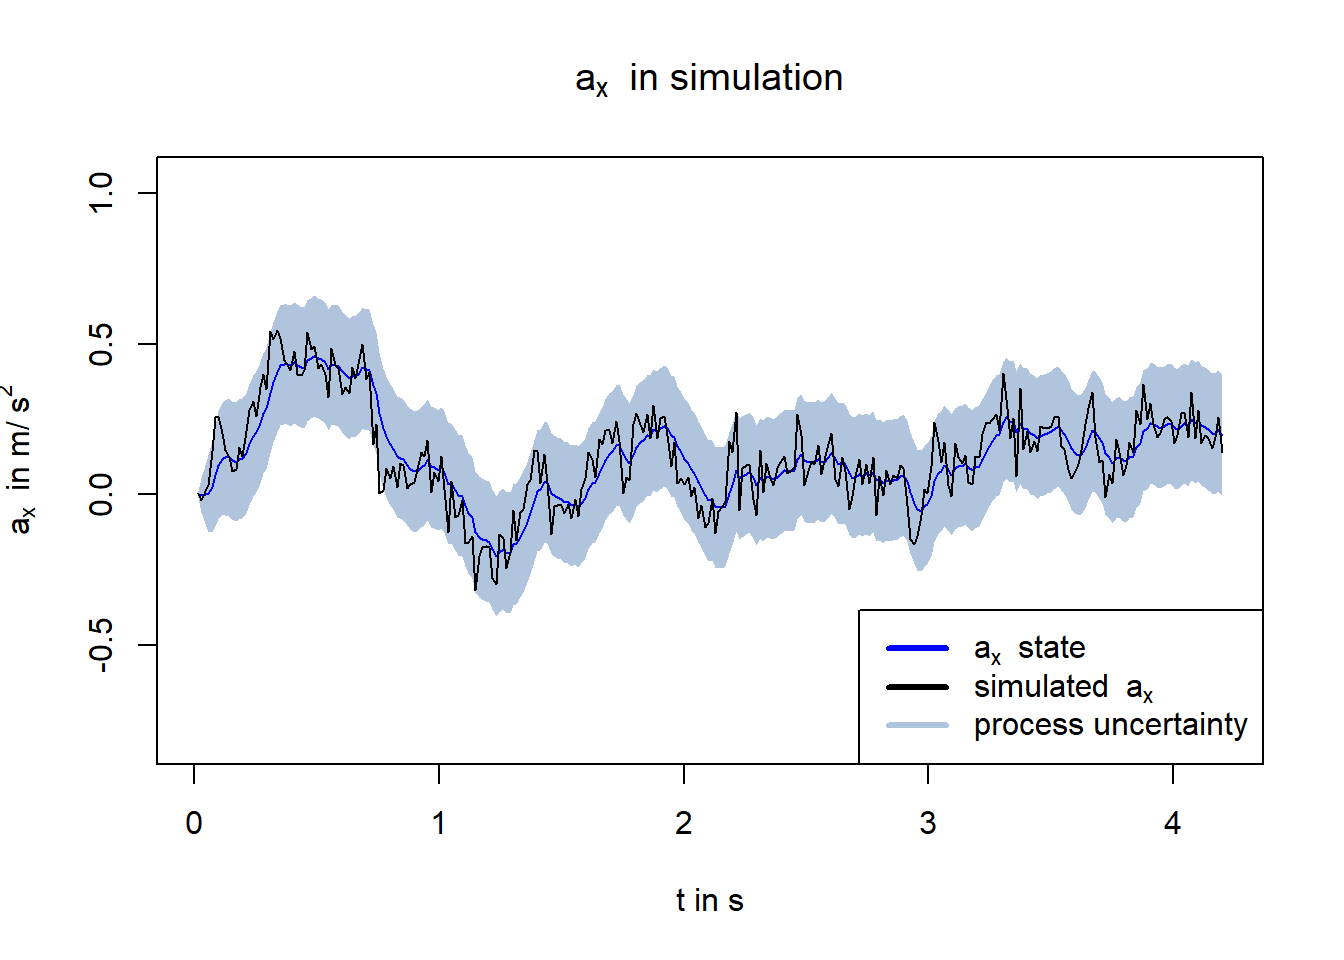 aₓ in simulation
aₓ in m/s²
1.0
0.5
0.0
-0.5
0 1 2 3 4
t in s
aₓ state
simulated aₓ
process uncertainty